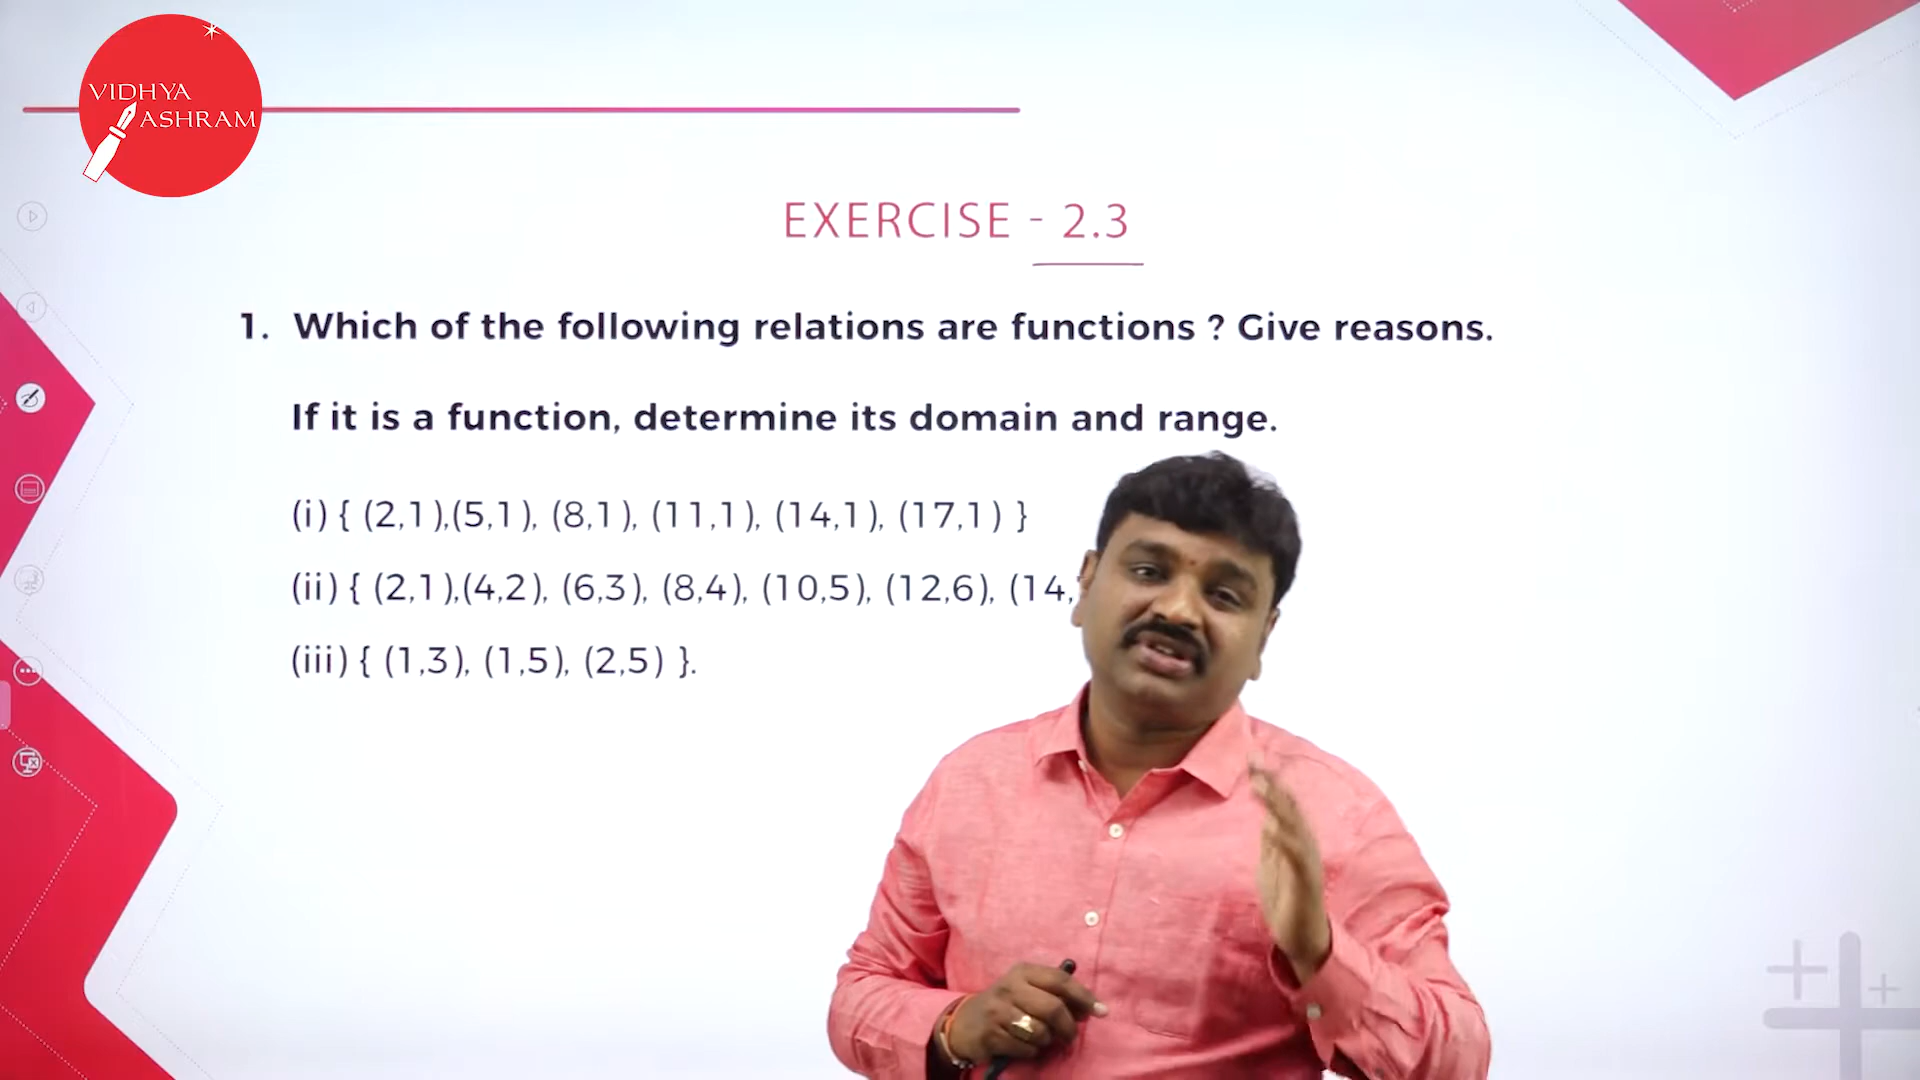 VIDHYA
ASHRAM
EXERCISE - 2.3
1. Which of the following relations are functions ? Give reasons.
If it is a function, determine its domain and range.
(i) { (2,1),(5,1), (8,1), (11,1), (14,1), (17,1) }
(ii) { (2,1),(4,2), (6,3), (8,4), (10,5), (12,6), (14,
(iii) { (1,3), (1,5), (2,5) }.